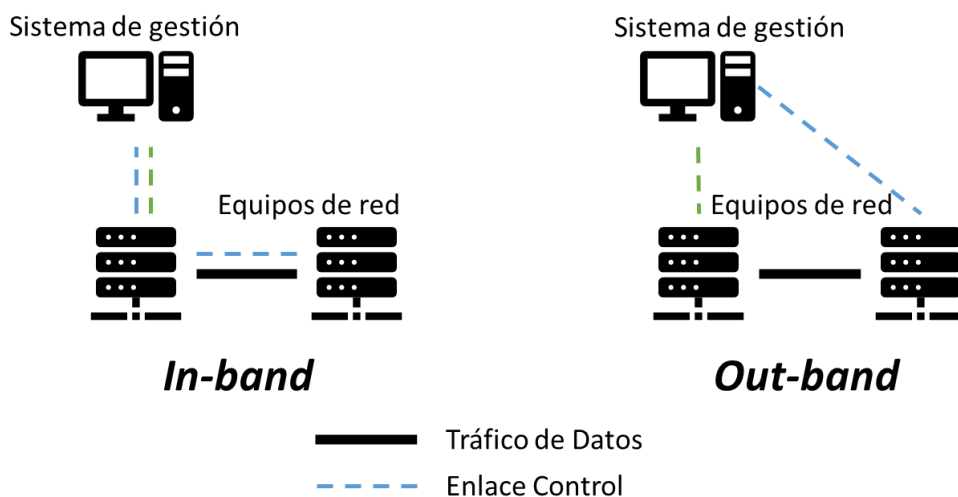 Sistema de gestión
Sistema de gestión
Equipos de red
Equipos de red
In-band
Out-band
Tráfico de Datos
Enlace Control